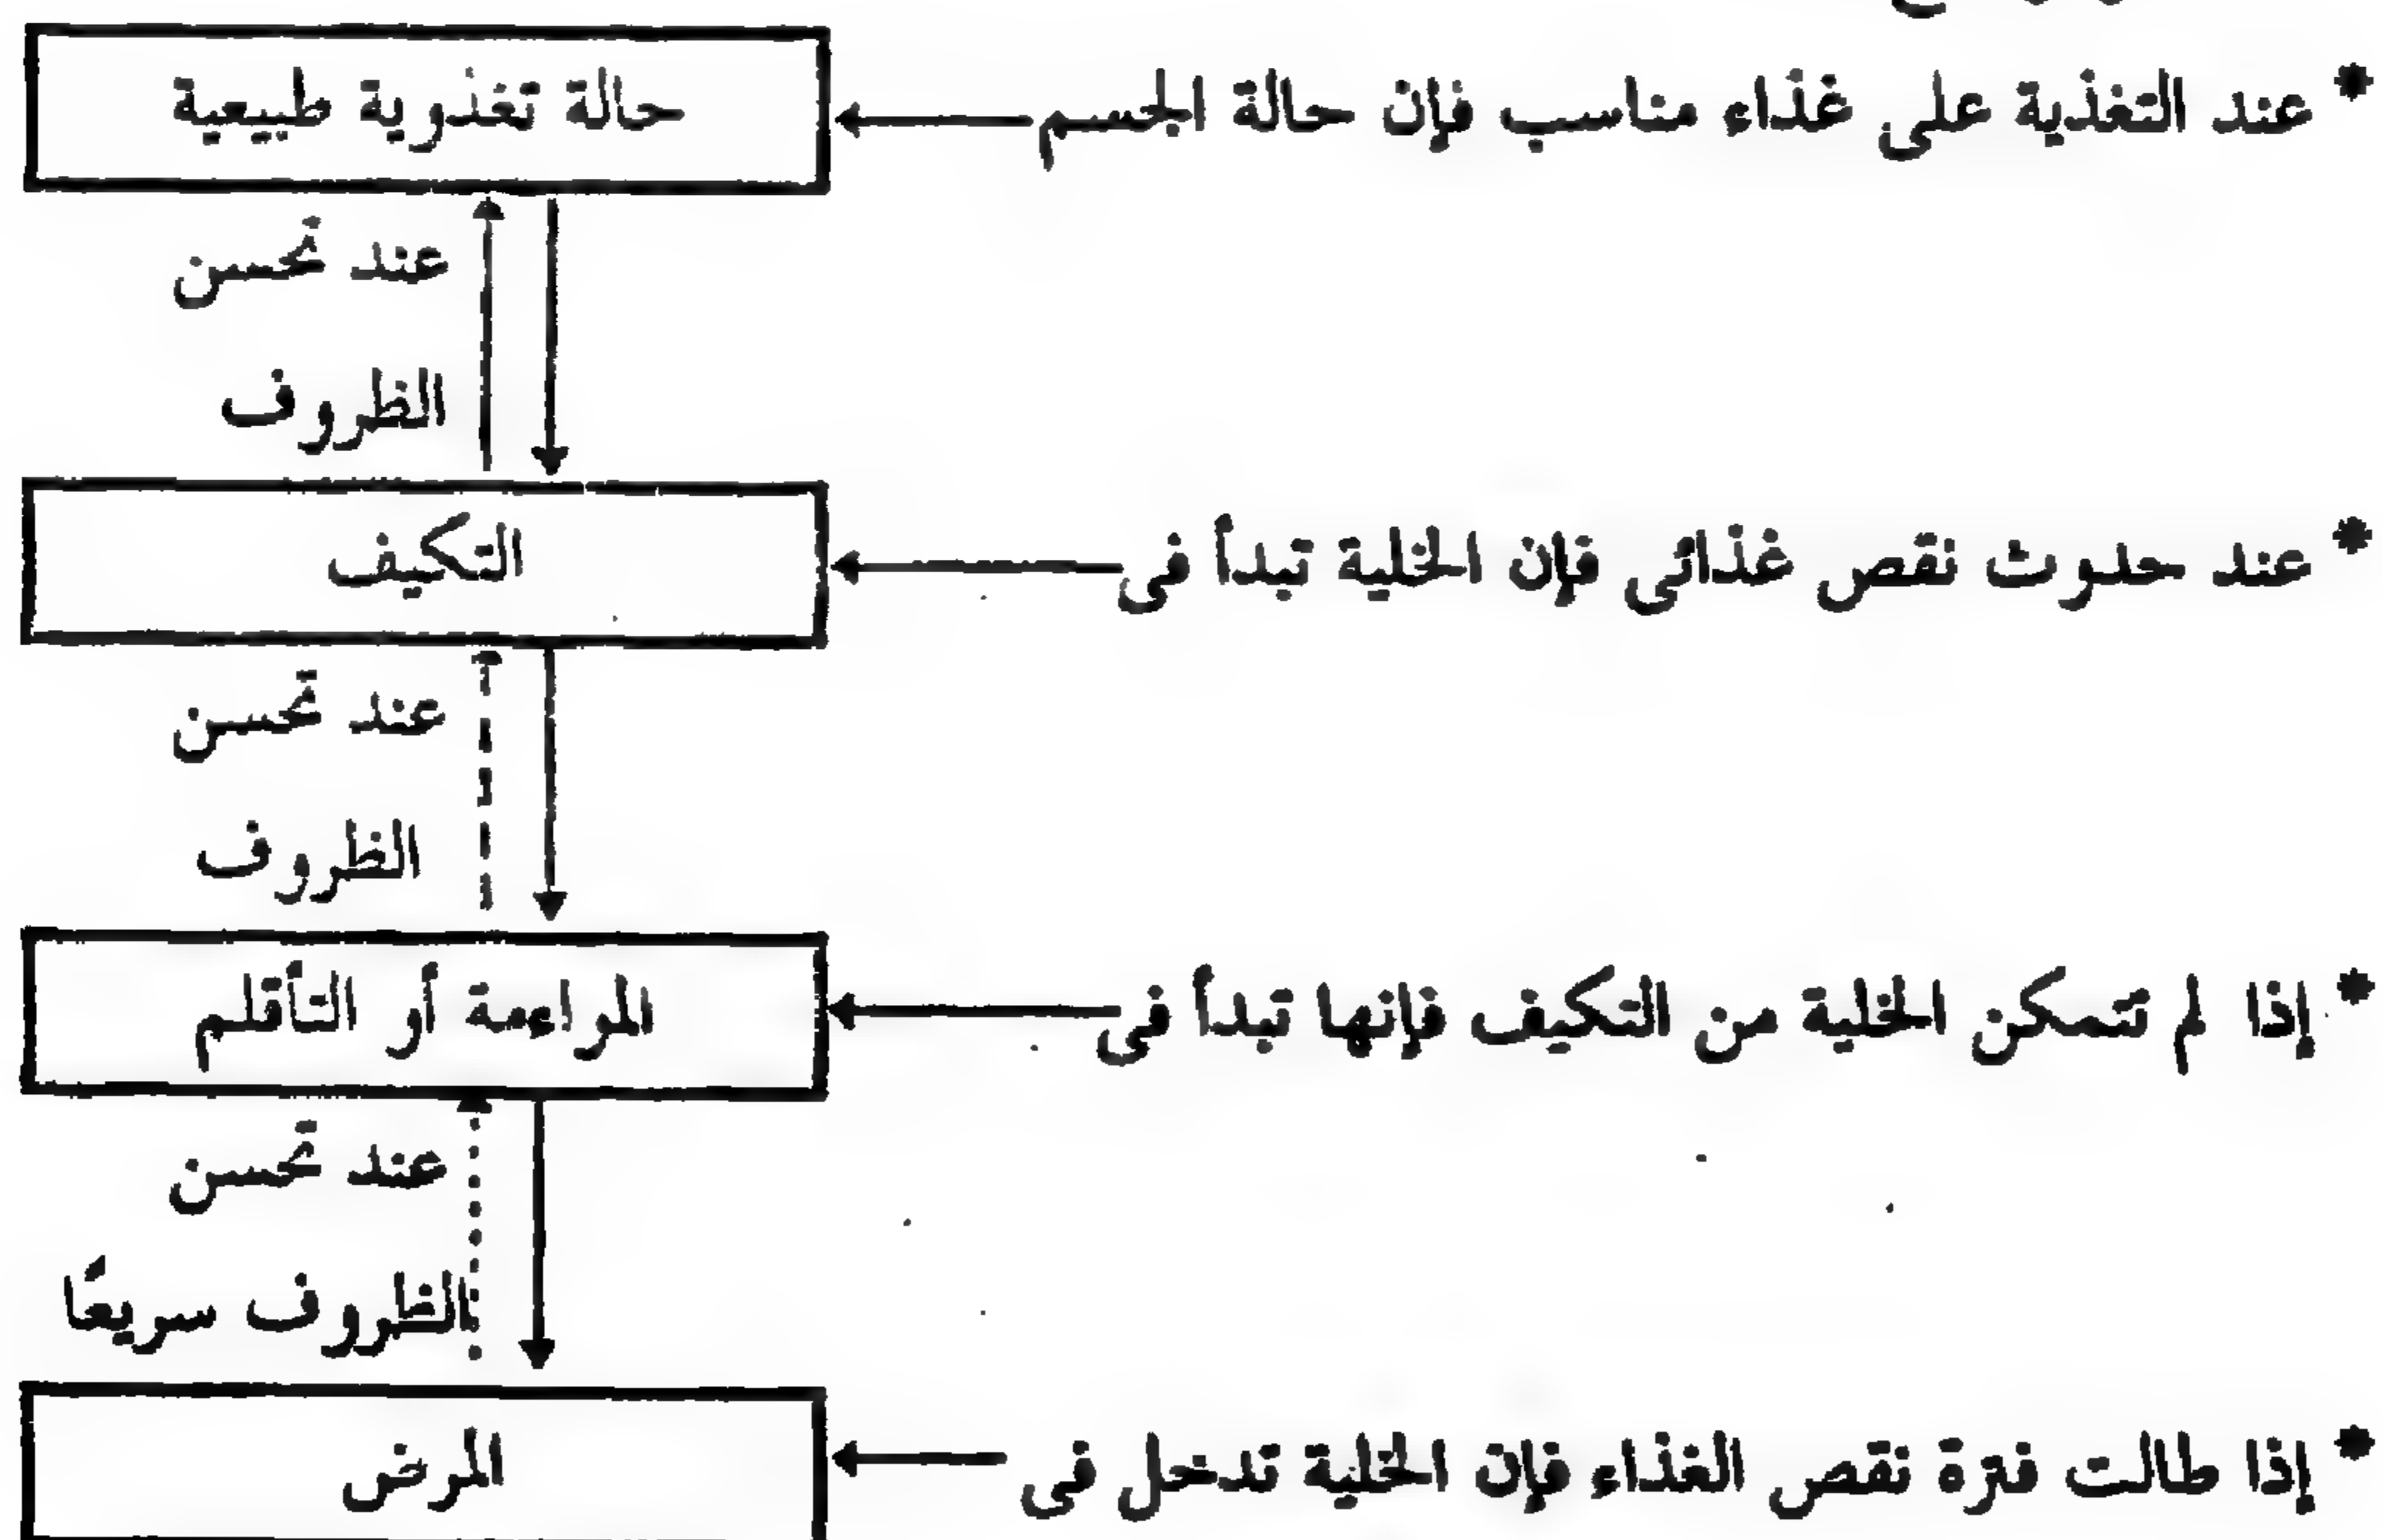 * عند التغذية على غذاء مناسب فإن حالة الجسم
حالة تغذوية طبيعية
عند تحسن
الظروف
* عند حدوث نقص غذائى فإن الخلية تبدأ فى
التكيف
عند تحسن
الظروف
* إذا لم تتمكن الخلية من التكيف فإنها تبدأ فى
المواءمة أو التأقلم
عند تحسن
الظروف سريعًا
* إذا طالت فترة نقص الغذاء فإن الخلية تدخل فى
المرض